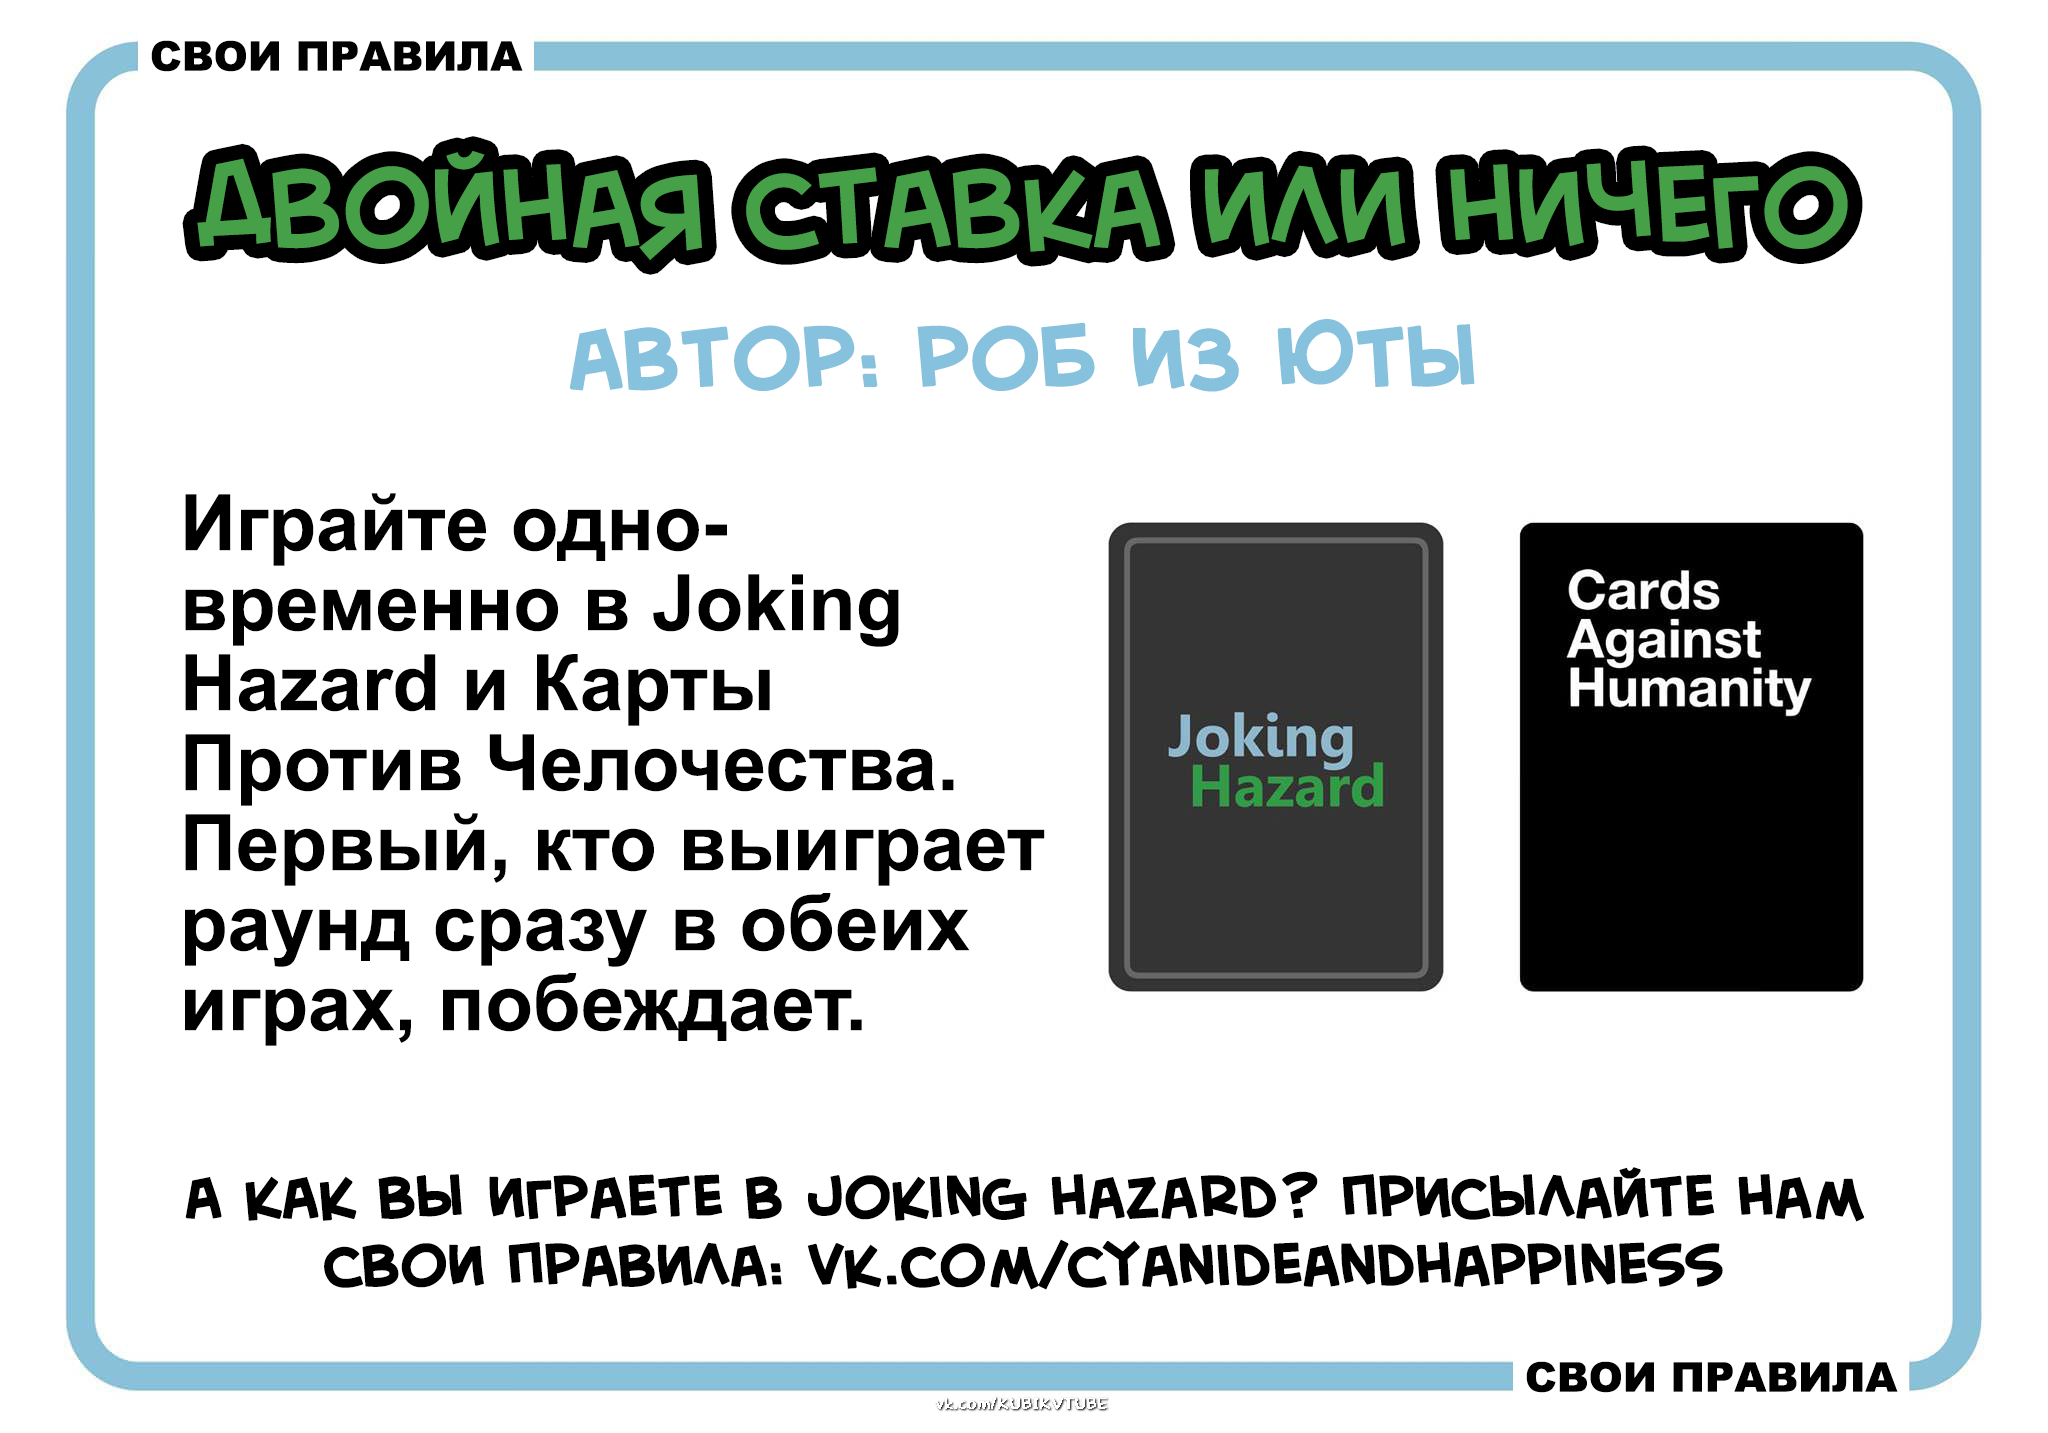 СВОИ ПРАВИЛА
ДВОЙНАЯ СТАВКА ИЛИ НИЧЕГО
АВТОР: РОБ ИЗ ЮТЫ
Играйте одно-
временно в Joking
Hazard и Карты
Против Челочества.
Первый, кто выиграет
раунд сразу в обеих
играх, побеждает.
Joking
Hazard
Cards
Against
Humanity
А КАК ВЫ ИГРАЕТЕ В JOKING HAZARD? ПРИСЫЛАЙТЕ НАМ
СВОИ ПРАВИЛА: VK.COM/CYANIDEANDHAPPINESS
СВОИ ПРАВИЛА
vk.com/KUBIKVTUBE